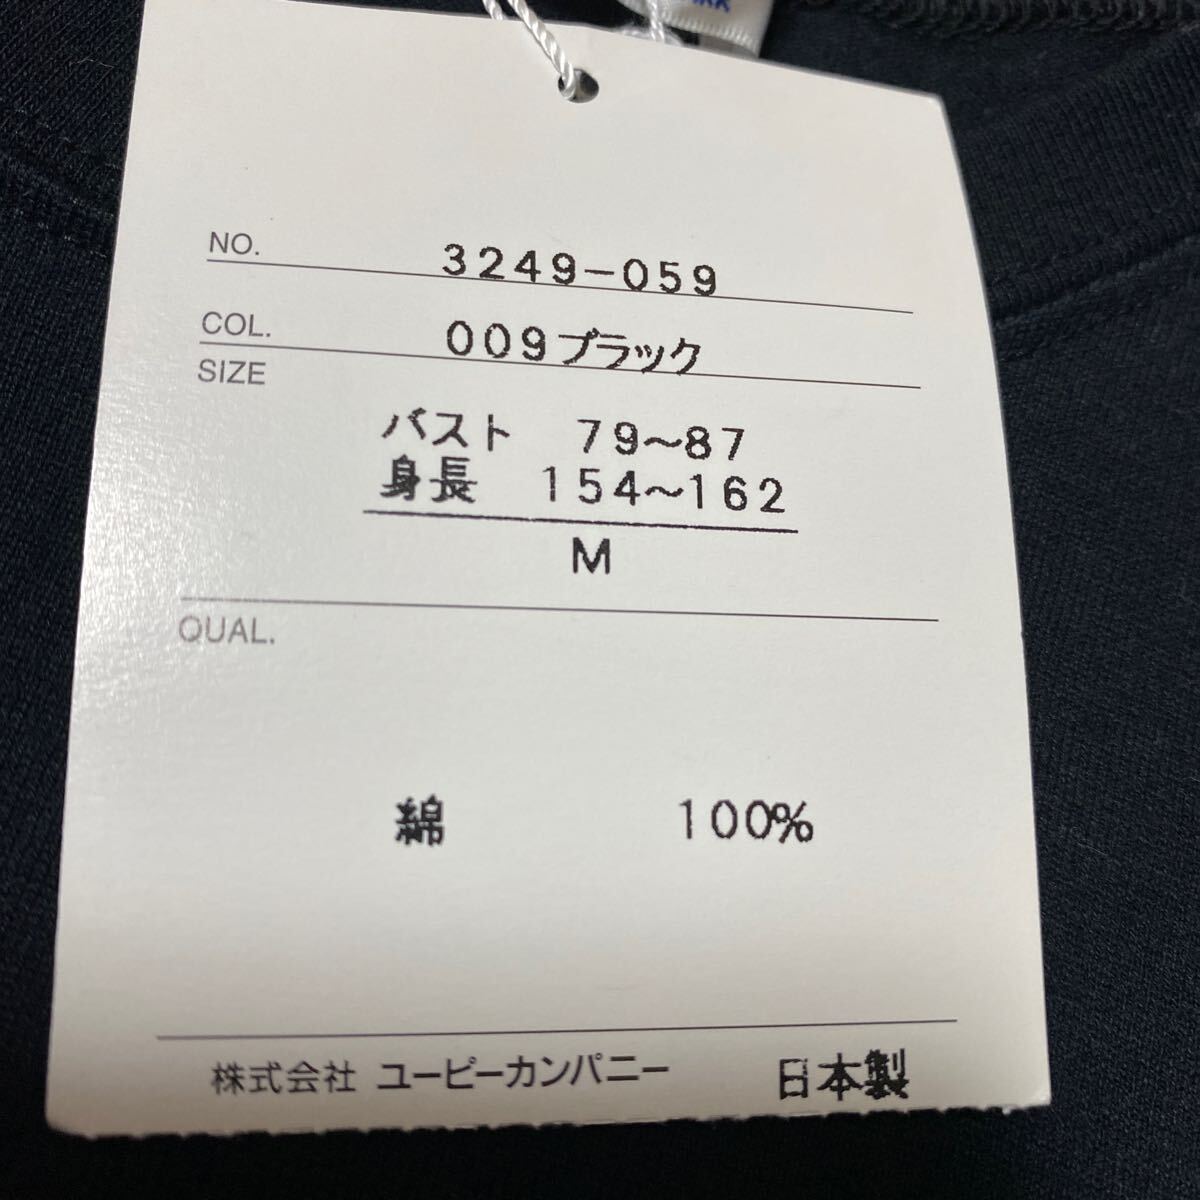 NO. 3249-059
COL. 009ブラック
SIZE
バスト 79~87
身長 154~162
M
QUAL.
綿 100%
株式会社 ユーピーカンパニー 日本製